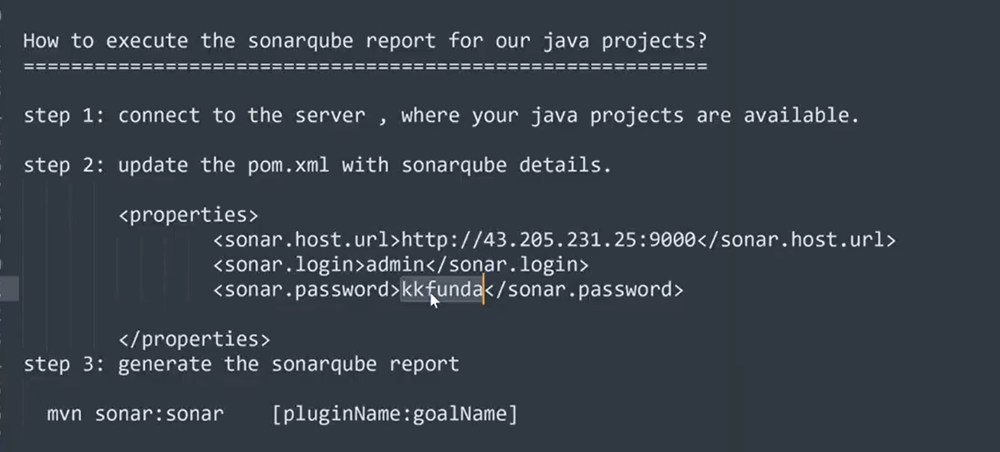 How to execute the sonarqube report for our java projects?
==========================================================
step 1: connect to the server , where your java projects are available.
step 2: update the pom.xml with sonarqube details.
<properties>
<sonar.host.url>http://43.205.231.25:9000</sonar.host.url>
<sonar.login>admin</sonar.login>
<sonar.password>kkfunda</sonar.password>
</properties>
step 3: generate the sonarqube report
mvn sonar:sonar    [pluginName:goalName]